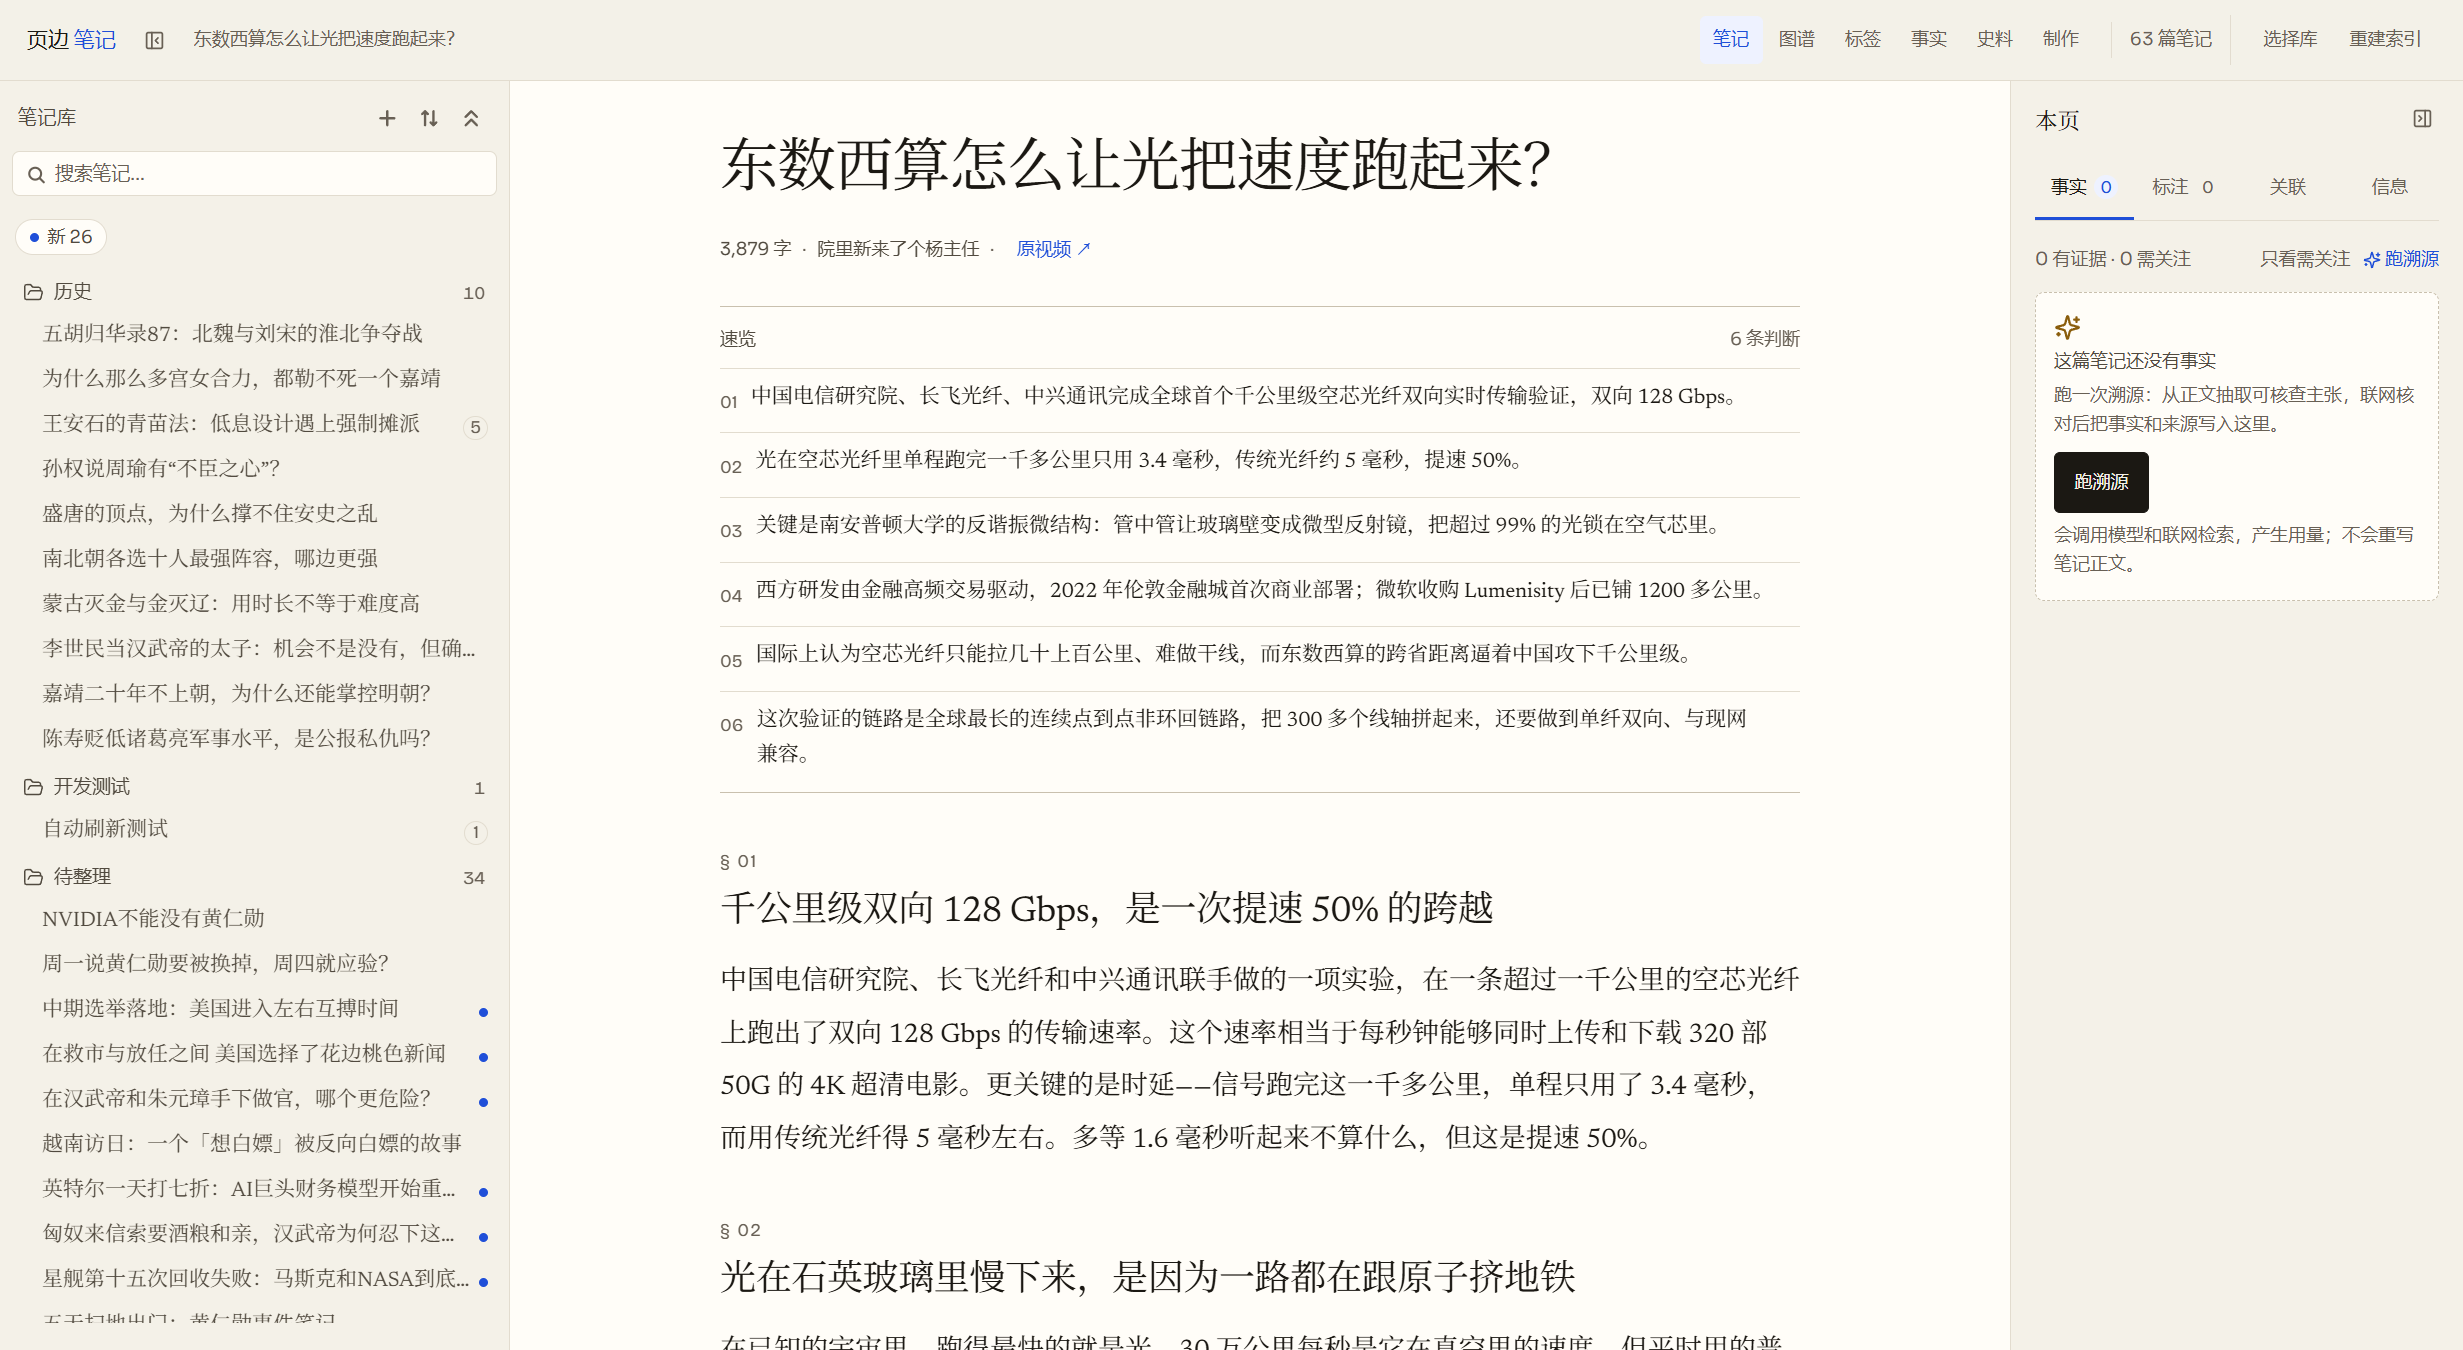 页边 笔记
东数西算怎么让光把速度跑起来？
笔记 图谱 标签 事实 史料 制作 63 篇笔记 选择库 重建索引
笔记库
搜索笔记...
新 26
历史 10
五胡归华录87：北魏与刘宋的淮北争夺战
为什么那么多宫女合力，都勒不死一个嘉靖
王安石的青苗法：低息设计遇上强制摊派 5
孙权说周瑜有“不臣之心”？
盛唐的顶点，为什么撑不住安史之乱
南北朝各选十人最强阵容，哪边更强
蒙古灭金与金灭辽：用时长不等于难度高
李世民当汉武帝的太子：机会不是没有，但确...
嘉靖二十年不上朝，为什么还能掌控明朝？
陈寿贬低诸葛亮军事水平，是公报私仇吗？
开发测试 1
自动刷新测试 1
待整理 34
NVIDIA不能没有黄仁勋
周一说黄仁勋要被换掉，周四就应验？
中期选举落地：美国进入左右互搏时间
在救市与放任之间 美国选择了花边桃色新闻
在汉武帝和朱元璋手下做官，哪个更危险？
越南访日：一个「想白嫖」被反向白嫖的故事
英特尔一天打七折：AI巨头财务模型开始重...
匈奴来信索要酒粮和亲，汉武帝为何忍下这...
星舰第十五次回收失败：马斯克和NASA到底...
东数西算怎么让光把速度跑起来？
3,879 字 · 院里新来了个杨主任 · 原视频 ↗
速览 6 条判断
01 中国电信研究院、长飞光纤、中兴通讯完成全球首个千公里级空芯光纤双向实时传输验证，双向 128 Gbps。
02 光在空芯光纤里单程跑完一千多公里只用 3.4 毫秒，传统光纤约 5 毫秒，提速 50%。
03 关键是南安普顿大学的反谐振微结构：管中管让玻璃壁变成微型反射镜，把超过 99% 的光锁在空气芯里。
04 西方研发由金融高频交易驱动，2022 年伦敦金融城首次商业部署；微软收购 Lumenisity 后已铺 1200 多公里。
05 国际上认为空芯光纤只能拉几十上百公里、难做干线，而东数西算的跨省距离逼着中国攻下千公里级。
06 这次验证的链路是全球最长的连续点到点非环回链路，把 300 多个线轴拼起来，还要做到单纤双向、与现网
兼容。
§ 01
千公里级双向 128 Gbps，是一次提速 50% 的跨越
中国电信研究院、长飞光纤和中兴通讯联手做的一项实验，在一条超过一千公里的空芯光纤
上跑出了双向 128 Gbps 的传输速率。这个速率相当于每秒钟能够同时上传和下载 320 部
50G 的 4K 超清电影。更关键的是时延——信号跑完这一千多公里，单程只用了 3.4 毫秒，
而用传统光纤得 5 毫秒左右。多等 1.6 毫秒听起来不算什么，但这是提速 50%。
§ 02
光在石英玻璃里慢下来，是因为一路都在跟原子挤地铁
在已知的宇宙里，跑得最快的就是光，30 万公里每秒是它在真空里的速度，但平时用的普
本页
事实 0 标注 0 关联 信息
0 有证据 · 0 需关注 只看需关注 跑溯源
这篇笔记还没有事实
跑一次溯源：从正文抽取可核查主张，联网核
对后把事实和来源写入这里。
跑溯源
会调用模型和联网检索，产生用量；不会重写
笔记正文。